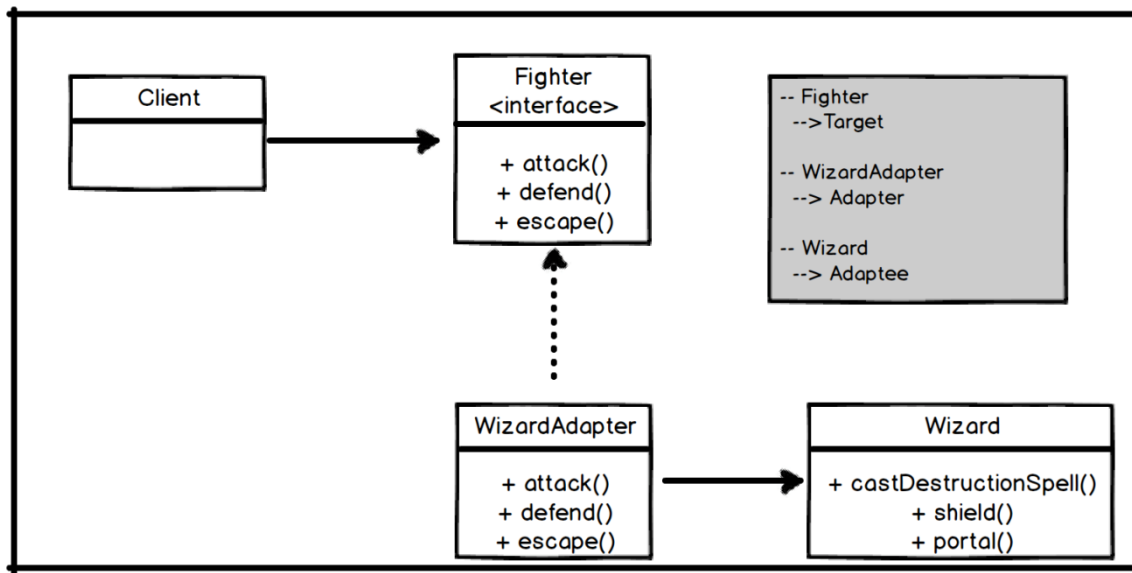 Client
Fighter
<interface>
+ attack()
+ defend()
+ escape()
-- Fighter
-->Target
-- WizardAdapter
--> Adapter
-- Wizard
--> Adaptee
WizardAdapter
+ attack()
+ defend()
+ escape()
Wizard
+ castDestructionSpell()
+ shield()
+ portal()